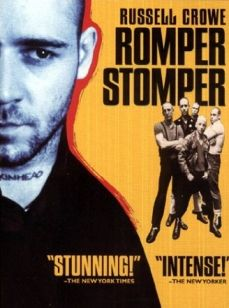 RUSSELL CROWE
ROMPER
STOMPER
"STUNNING!"
–THE NEW YORK TIMES
"INTENSE!"
–THE NEW YORKER